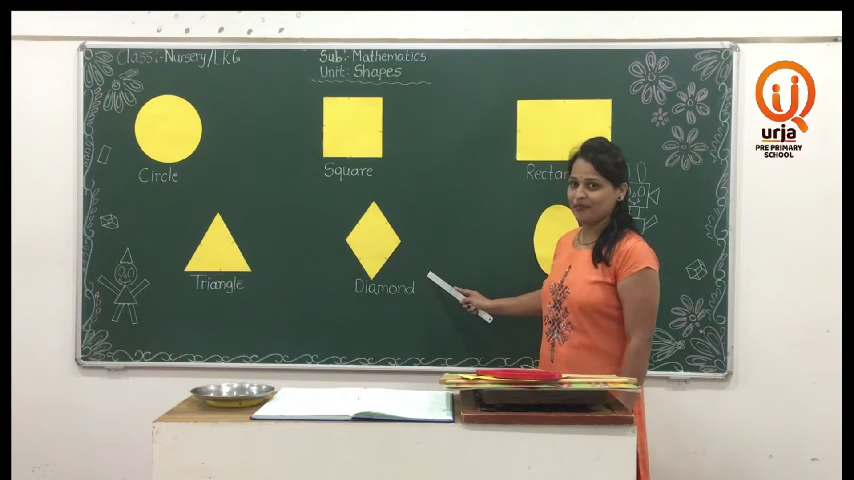 Class:- Nursery/LKG
Sub:- Mathematics
Unit: Shapes
Circle
Square
Triangle
Diamond
urja
PRE PRIMARY
SCHOOL